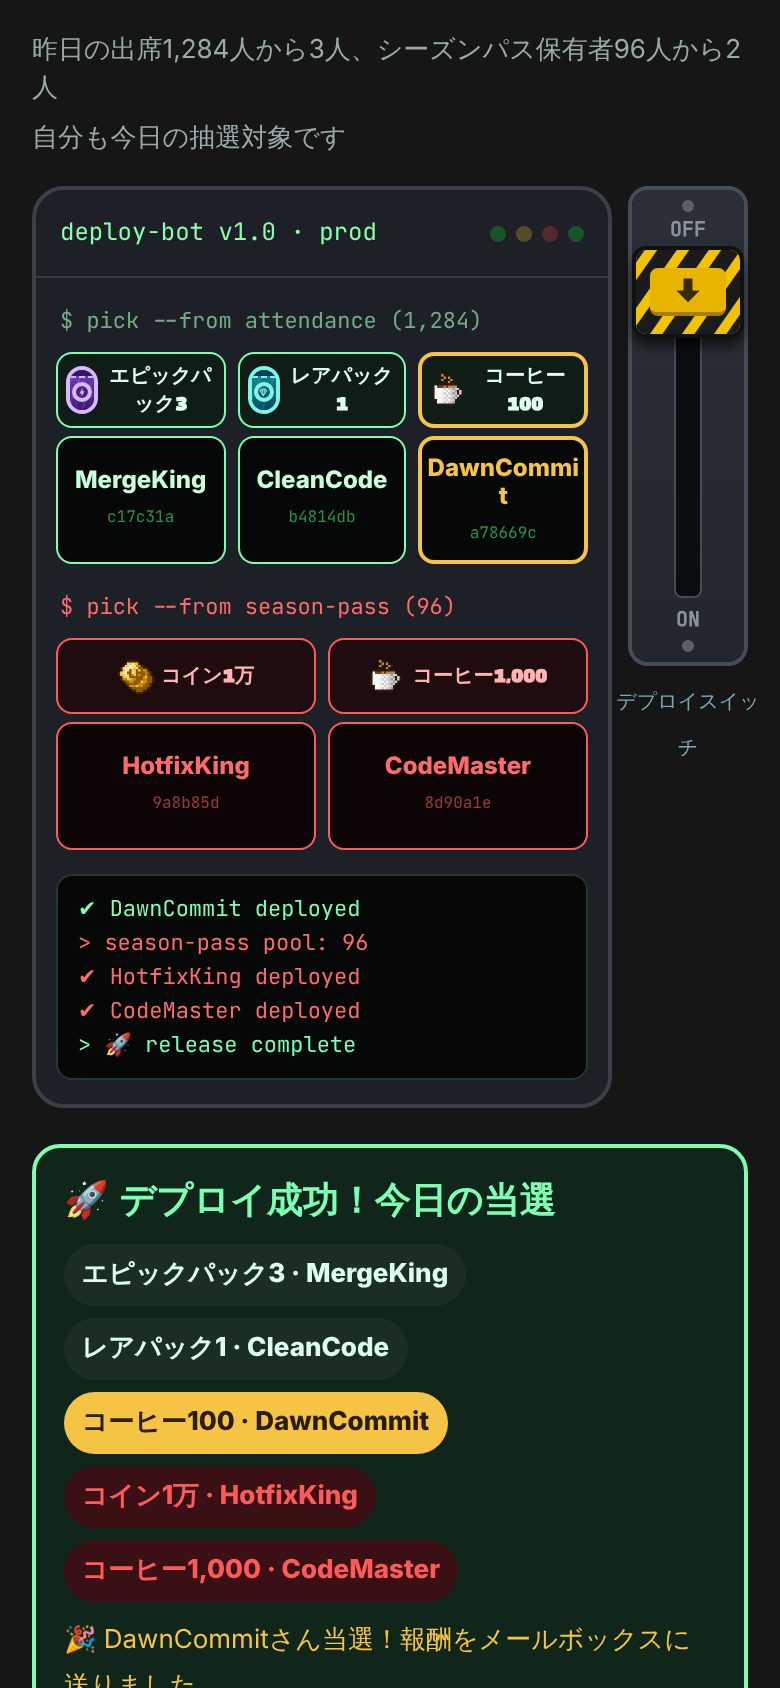 昨日の出席1,284人から3人、シーズンパス保有者96人から2
人
自分も今日の抽選対象です
deploy-bot v1.0 · prod
OFF
$ pick --from attendance (1,284)
エピックパ
ック3
レアパック
1
コーヒー
100
MergeKing
c17c31a
CleanCode
b4814db
DawnCommi
t
a78669c
$ pick --from season-pass (96)
コイン1万
コーヒー1,000
HotfixKing
9a8b85d
CodeMaster
8d90a1e
ON
デプロイスイッ
チ
✔ DawnCommit deployed
> season-pass pool: 96
✔ HotfixKing deployed
✔ CodeMaster deployed
> 🚀 release complete
🚀 デプロイ成功！今日の当選
エピックパック3 · MergeKing
レアパック1 · CleanCode
コーヒー100 · DawnCommit
コイン1万 · HotfixKing
コーヒー1,000 · CodeMaster
🎉 DawnCommitさん当選！報酬をメールボックスに
送りました